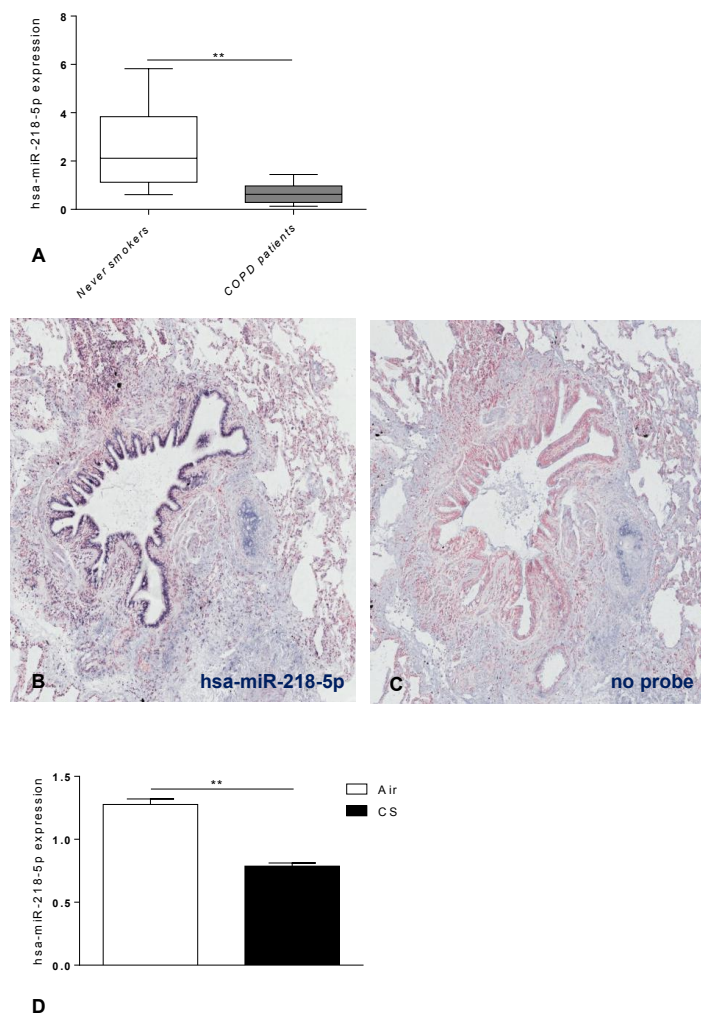 8
6
4
2
0
hsa-miR-218-5p expression
**
Never smokers
COPD patients
A
B
hsa-miR-218-5p
C
no probe
1.5
1.0
0.5
0.0
hsa-miR-218-5p expression
**
Air
CS
D